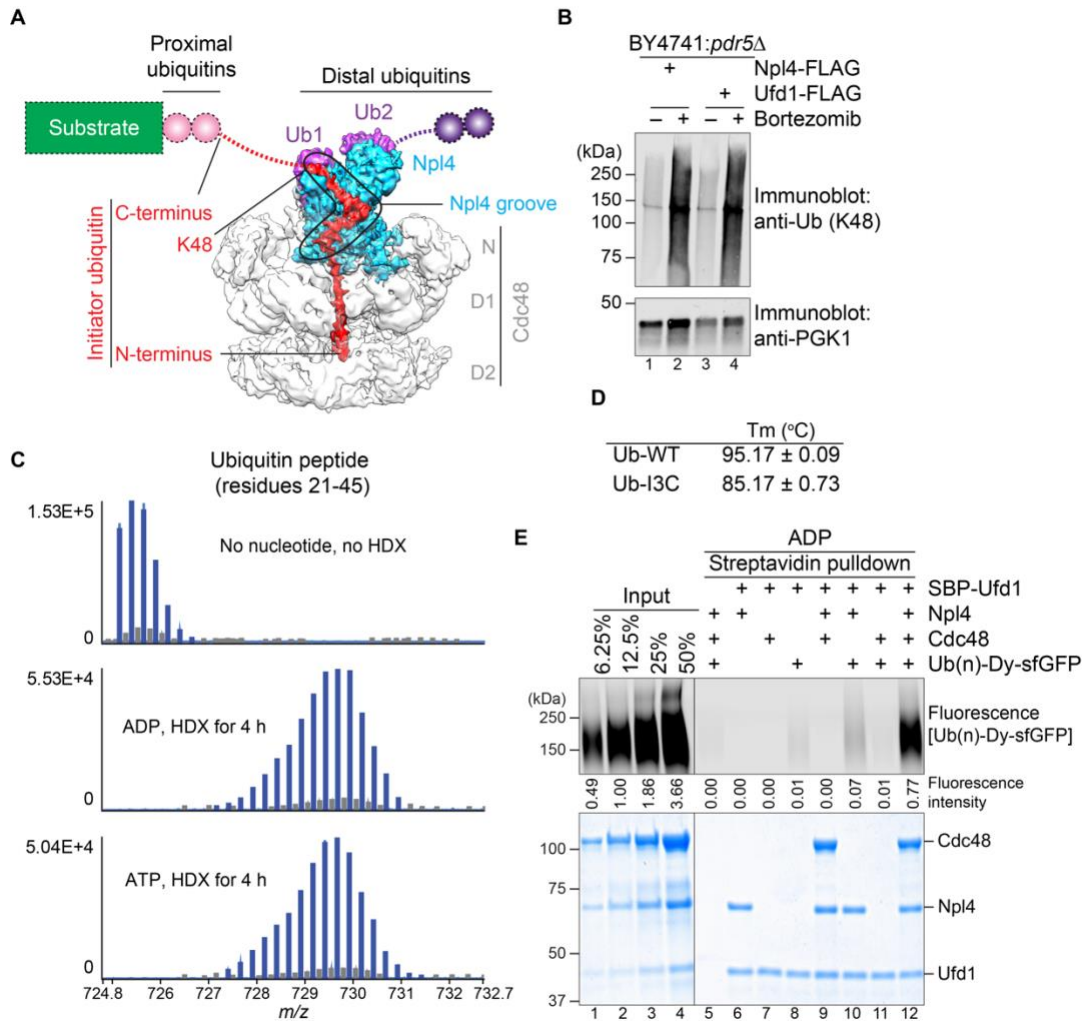 A
Proximal
ubiquitins
Distal ubiquitins
Substrate
Ub1
Ub2
Npl4
C-terminus
K48
Npl4 groove
Initiator ubiquitin
N-terminus
N
D1
D2
Cdc48
B
BY4741:pdr5Δ
+ Npl4-FLAG
+ Ufd1-FLAG
– + – + Bortezomib
(kDa)
250
150
100
75
Immunoblot:
anti-Ub (K48)
50
Immunoblot:
anti-PGK1
1 2 3 4
C
Ubiquitin peptide
(residues 21-45)
1.53E+5
No nucleotide, no HDX
0
5.53E+4
ADP, HDX for 4 h
0
5.04E+4
ATP, HDX for 4 h
0
724.8 726 727 728 729 730 731 732.7
m/z
D
Tm (°C)
Ub-WT 95.17 ± 0.09
Ub-I3C 85.17 ± 0.73
E
ADP
Streptavidin pulldown
Input
6.25% 12.5% 25% 50%
+ + + + + + + SBP-Ufd1
+ + + + + Npl4
+ + + + + Cdc48
+ + + + + Ub(n)-Dy-sfGFP
(kDa)
250
150
Fluorescence
[Ub(n)-Dy-sfGFP]
0.49 1.00 1.86 3.66 0.00 0.00 0.00 0.01 0.00 0.07 0.01 0.77
Fluorescence
intensity
100
75
50
37
Cdc48
Npl4
Ufd1
1 2 3 4 5 6 7 8 9 10 11 12